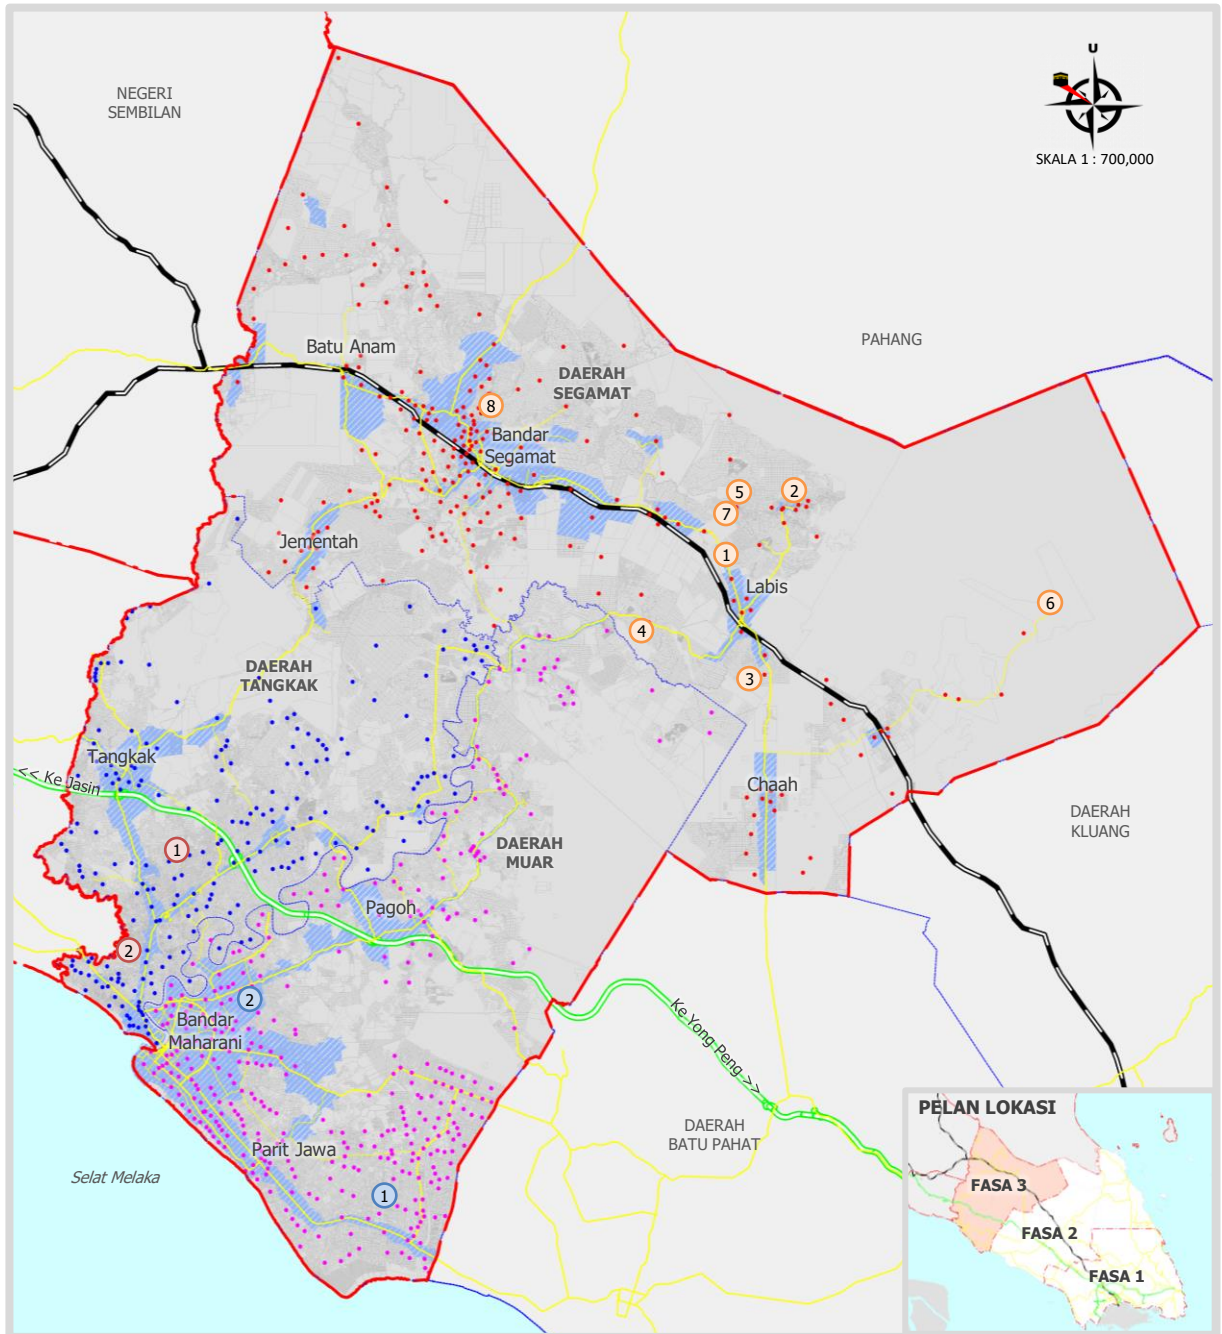 U
SKALA 1 : 700,000
NEGERI
SEMBILAN
PAHANG
Batu Anam
DAERAH
SEGAMAT
8
Bandar
Segamat
5
2
7
Jementah
1
Labis
6
4
DAERAH
TANGKAK
3
Tangkak
<< Ke Jasin
Chaah
DAERAH
KLUANG
1
DAERAH
MUAR
Pagoh
2
2
Bandar
Maharani
Ke Yong Peng >>
Parit Jawa
DAERAH
BATU PAHAT
Selat Melaka
1
PELAN LOKASI
FASA 3
FASA 2
FASA 1